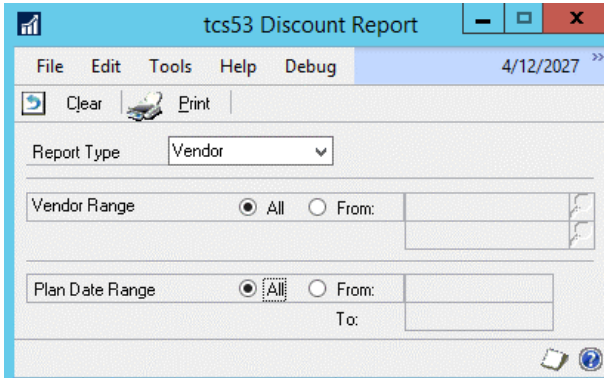 tcs53 Discount Report
File Edit Tools Help Debug 4/12/2027
Clear Print
Report Type Vendor
Vendor Range All From:
Plan Date Range All From:
To: